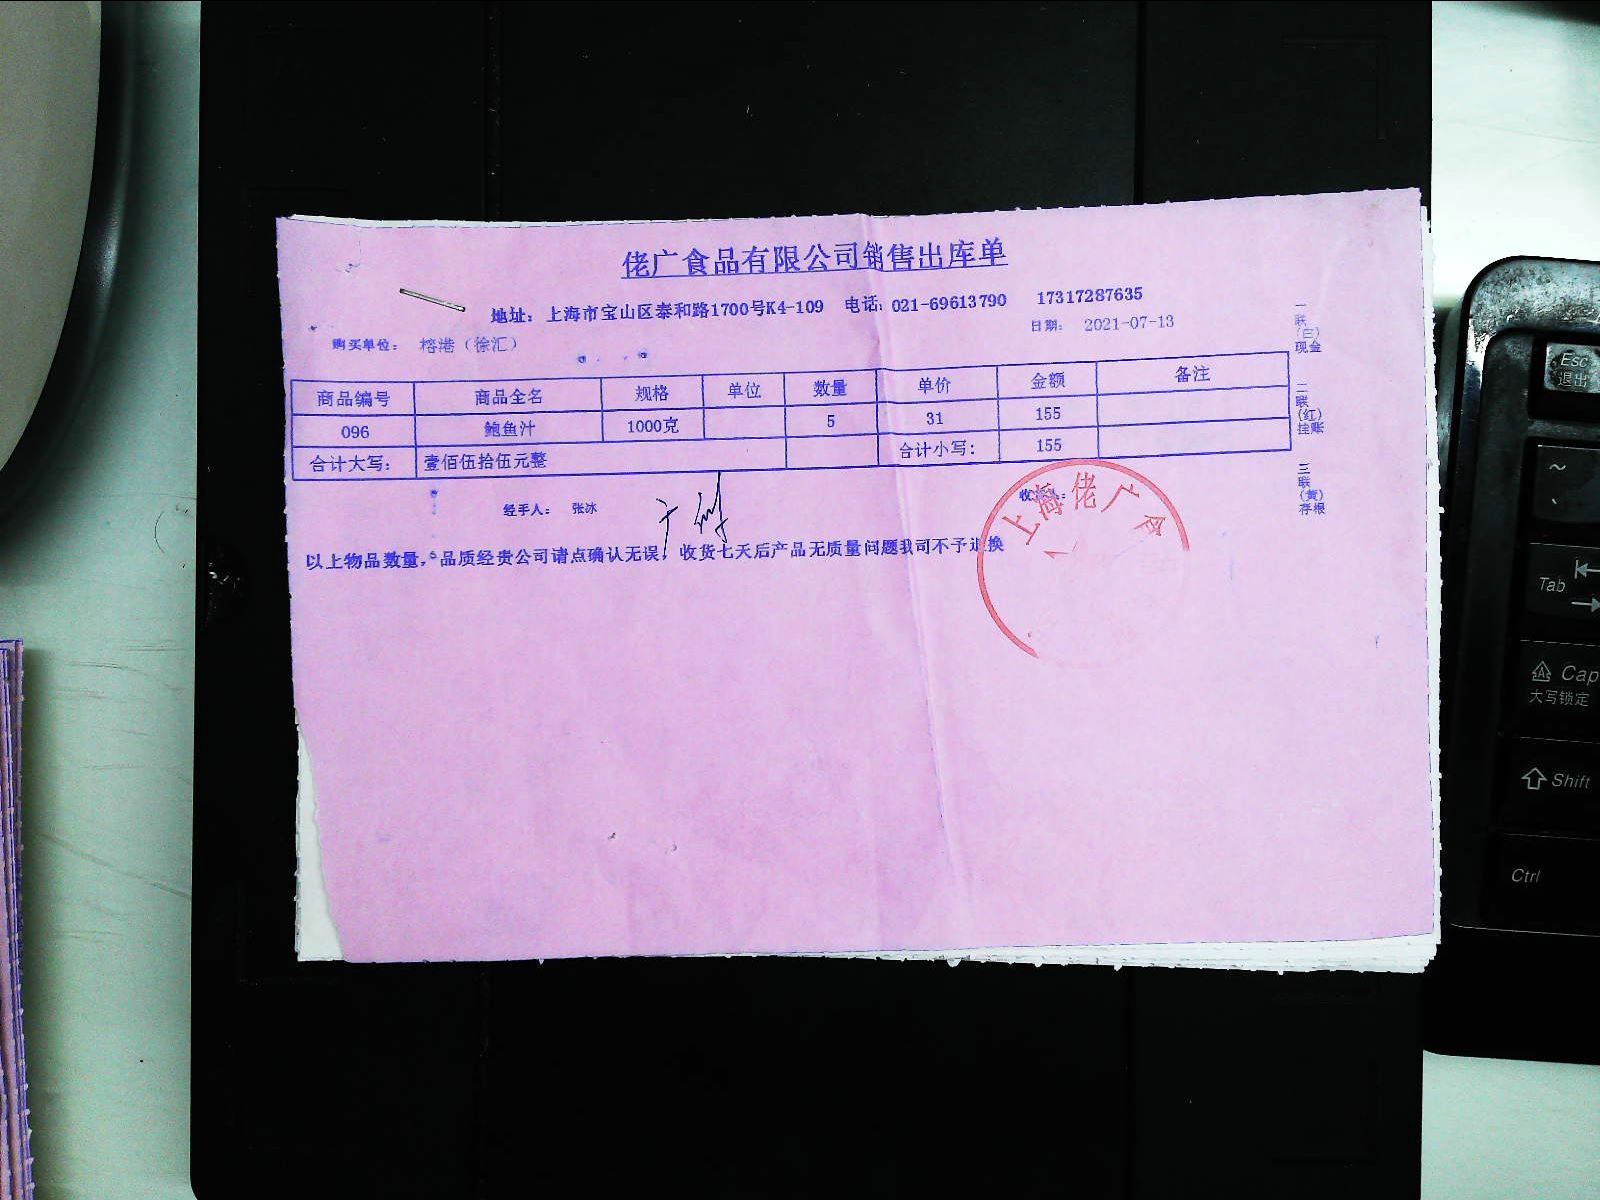 佬广食品有限公司销售出库单
地址：上海市宝山区泰和路1700号K4-109 电话：021-69613790 17317287635
购买单位： 榕港（徐汇） 日期： 2021-07-13
商品编号 商品全名 规格 单位 数量 单价 金额 备注
096 鲍鱼汁 1000克 5 31 155
合计大写： 壹佰伍拾伍元整 合计小写： 155
经手人： 张冰 收
以上物品数量，品质经贵公司请点确认无误，收货七天后产品无质量问题我司不予退换
一联（白）现金
二联（红）挂账
三联（黄）存根
上海佬广
Esc
退出
~
、
Tab
Cap
大写锁定
Shift
Ctrl